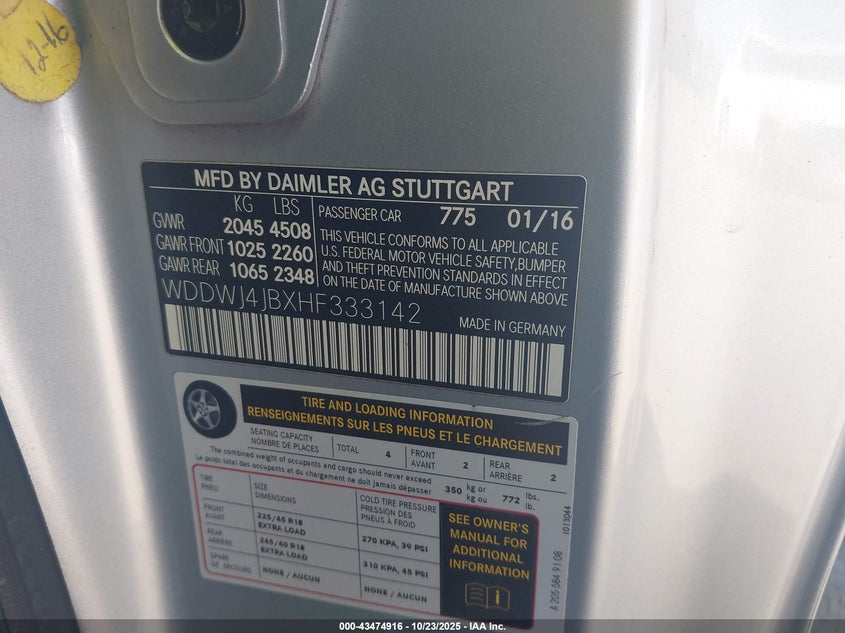 12-16
MFD BY DAIMLER AG STUTTGART
KG LBS
GVWR 2045 4508
GAWR FRONT 1025 2260
GAWR REAR 1065 2348
PASSENGER CAR 775 01/16
THIS VEHICLE CONFORMS TO ALL APPLICABLE
U.S. FEDERAL MOTOR VEHICLE SAFETY, BUMPER
AND THEFT PREVENTION STANDARDS IN EFFECT
ON THE DATE OF MANUFACTURE SHOWN ABOVE
WDDWJ4JBXHF333142
MADE IN GERMANY
TIRE AND LOADING INFORMATION
RENSEIGNEMENTS SUR LES PNEUS ET LE CHARGEMENT
SEATING CAPACITY
NOMBRE DE PLACES
TOTAL 4
FRONT
AVANT
2
REAR
ARRIÈRE
2
The combined weight of occupants and cargo should never exceed
Le poids total des occupants et du chargement ne doit jamais dépasser
350 kg or
kg ou
772 lbs.
lb.
TIRE
PNEU
SIZE
DIMENSIONS
COLD TIRE PRESSURE
PRESSION DES
PNEUS À FROID
FRONT
AVANT
225/45 R18
EXTRA LOAD
270 KPA, 39 PSI
REAR
ARRIÈRE
245/40 R18
EXTRA LOAD
310 KPA, 45 PSI
SPARE
DE SECOURS
NONE / AUCUN
NONE / AUCUN
SEE OWNER'S
MANUAL FOR
ADDITIONAL
INFORMATION
i
1013044
A 205 584 91 08
000-43474916 - 10/23/2025 - IAA Inc.